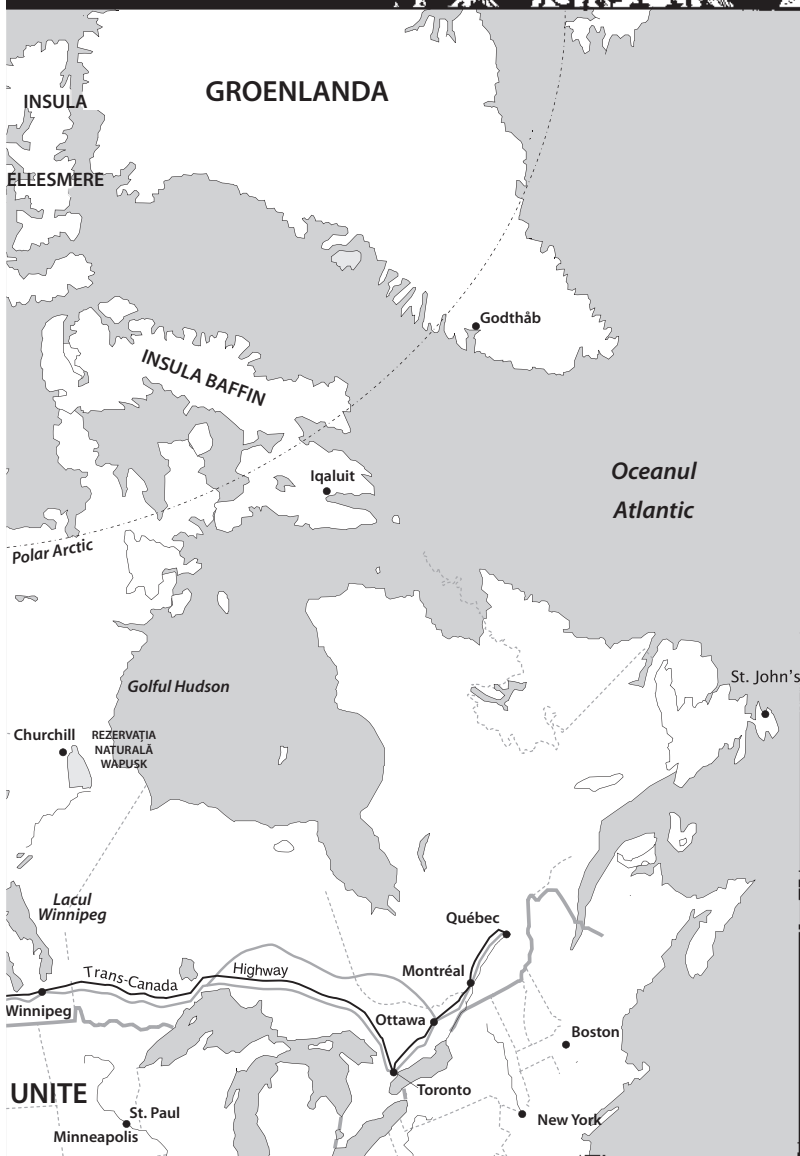 GROENLANDA
INSULA
ELLESMERE
Godthåb
INSULA BAFFIN
Iqaluit
Oceanul
Atlantic
Polar Arctic
St. John's
Golful Hudson
Churchill
REZERVAȚIA
NATURALĂ
WAPUSK
Lacul
Winnipeg
Québec
Trans-Canada
Highway
Montréal
Winnipeg
Ottawa
Boston
Toronto
UNITE
St. Paul
New York
Minneapolis